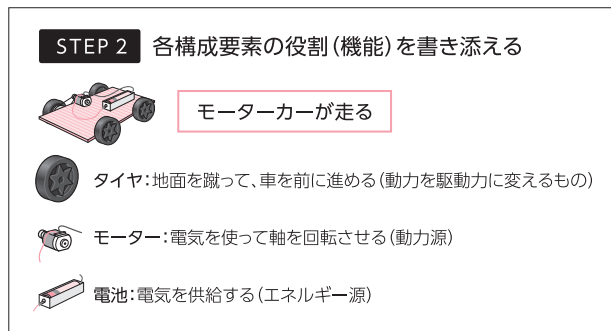 STEP 2 各構成要素の役割(機能)を書き添える
モーターカーが走る
タイヤ:地面を蹴って、車を前に進める(動力を駆動力に変えるもの)
モーター:電気を使って軸を回転させる(動力源)
電池:電気を供給する(エネルギー源)